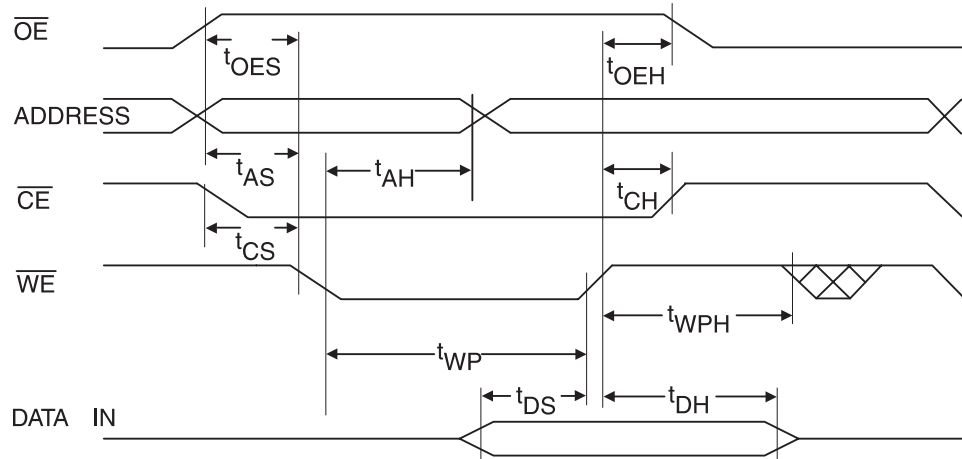 OE
tOES
tOEH
ADDRESS
tAS
tAH
tCH
CE
tCS
WE
tWPH
tWP
tDS
tDH
DATA IN